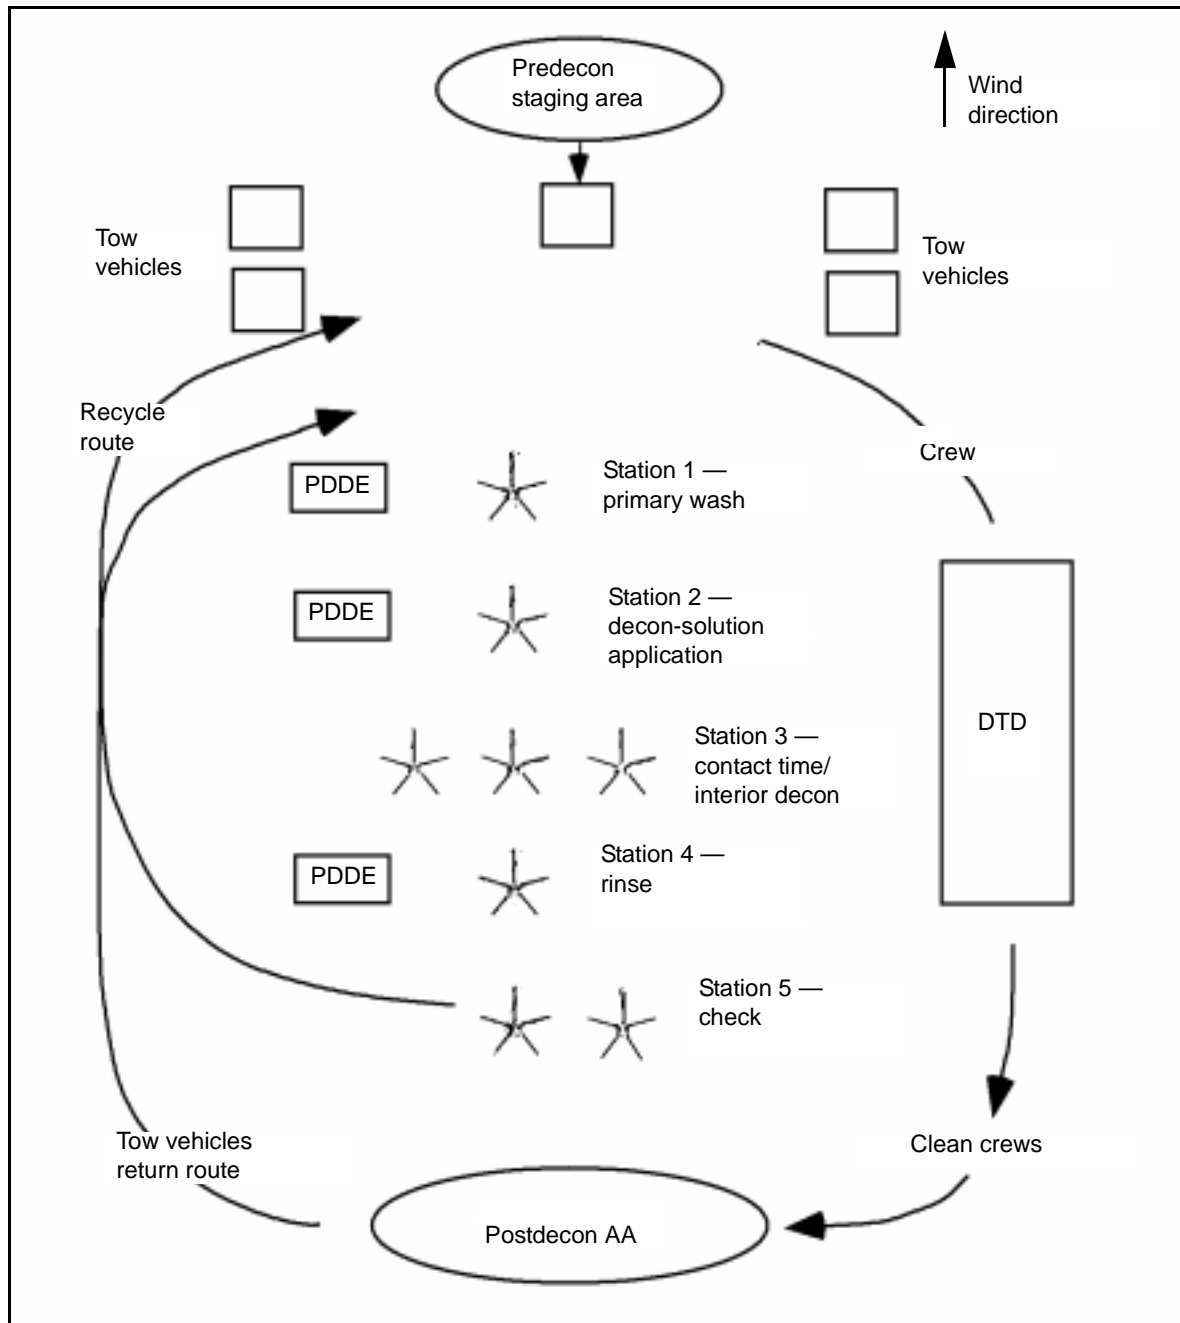 Predecon
staging area
Wind
direction
Tow
vehicles
Tow
vehicles
Recycle
route
Crew
PDDE
Station 1 —
primary wash
PDDE
Station 2 —
decon-solution
application
DTD
Station 3 —
contact time/
interior decon
PDDE
Station 4 —
rinse
Station 5 —
check
Tow vehicles
return route
Clean crews
Postdecon AA